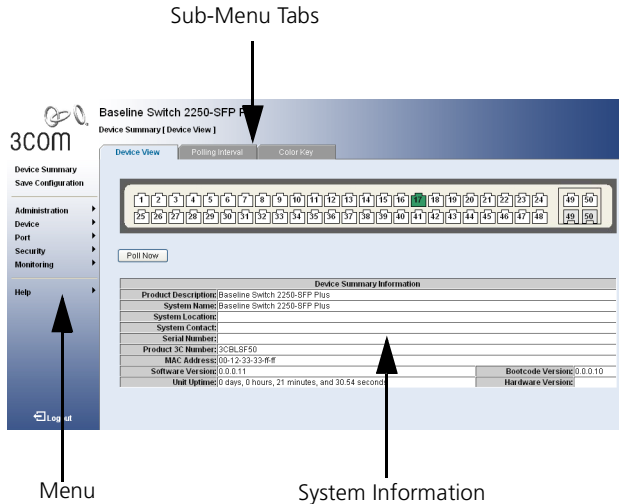 Sub-Menu Tabs
3com
Baseline Switch 2250-SFP P
Device Summary [ Device View ]
Device View Polling Interval Color Key
Device Summary
Save Configuration
Administration
Device
Port
Security
Monitoring
Help
Logout
1 2 3 4 5 6 7 8 9 10 11 12 13 14 15 16 17 18 19 20 21 22 23 24 49 50
25 26 27 28 29 30 31 32 33 34 35 36 37 38 39 40 41 42 43 44 45 46 47 48 49 50
Poll Now
Device Summary Information
Product Description: Baseline Switch 2250-SFP Plus
System Name: Baseline Switch 2250-SFP Plus
System Location:
System Contact:
Serial Number:
Product 3C Number: 3CBLSF50
MAC Address: 00-12-33-33-ff-ff
Software Version: 0.0.0.11 Bootcode Version: 0.0.0.10
Unit Uptime: 0 days, 0 hours, 21 minutes, and 30.54 seconds Hardware Version:
Menu
System Information